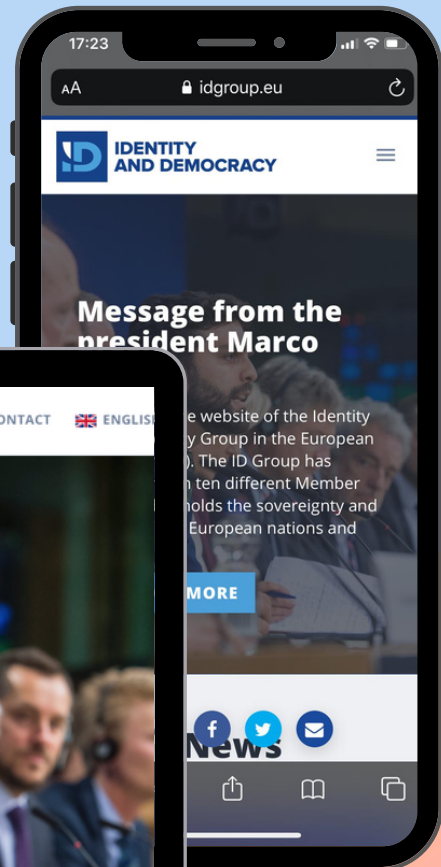 17:23
AA
idgroup.eu
IDENTITY
AND DEMOCRACY
Message from the
president Marco
e website of the Identity
y Group in the European
). The ID Group has
ten different Member
holds the sovereignty and
European nations and
MORE
News
ONTACT
ENGLIS